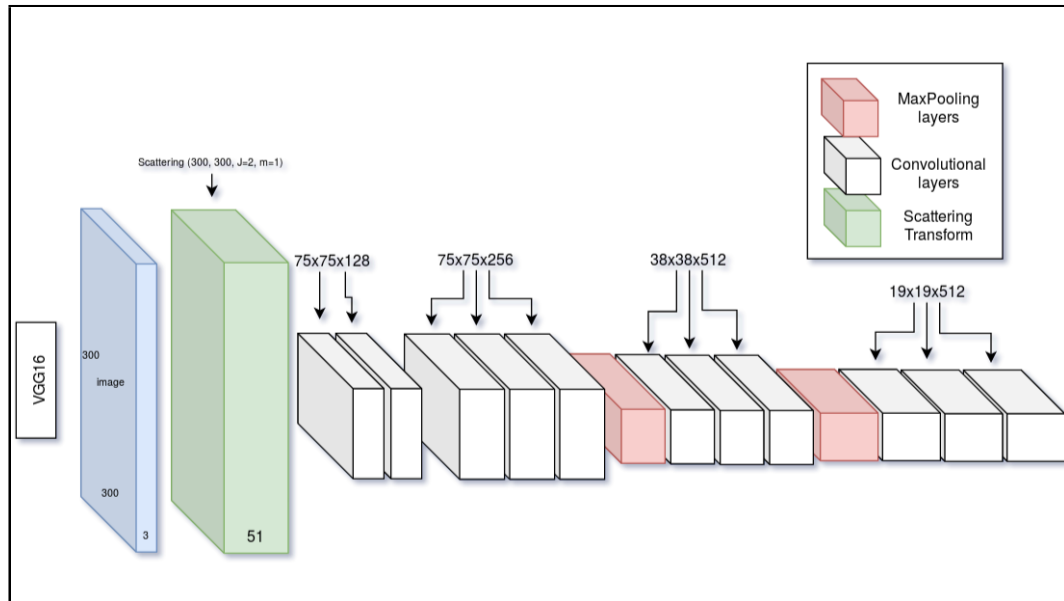 MaxPooling
layers
Convolutional
layers
Scattering
Transform
Scattering (300, 300, J=2, m=1)
75x75x128
75x75x256
38x38x512
19x19x512
VGG16
300
image
300
3
51